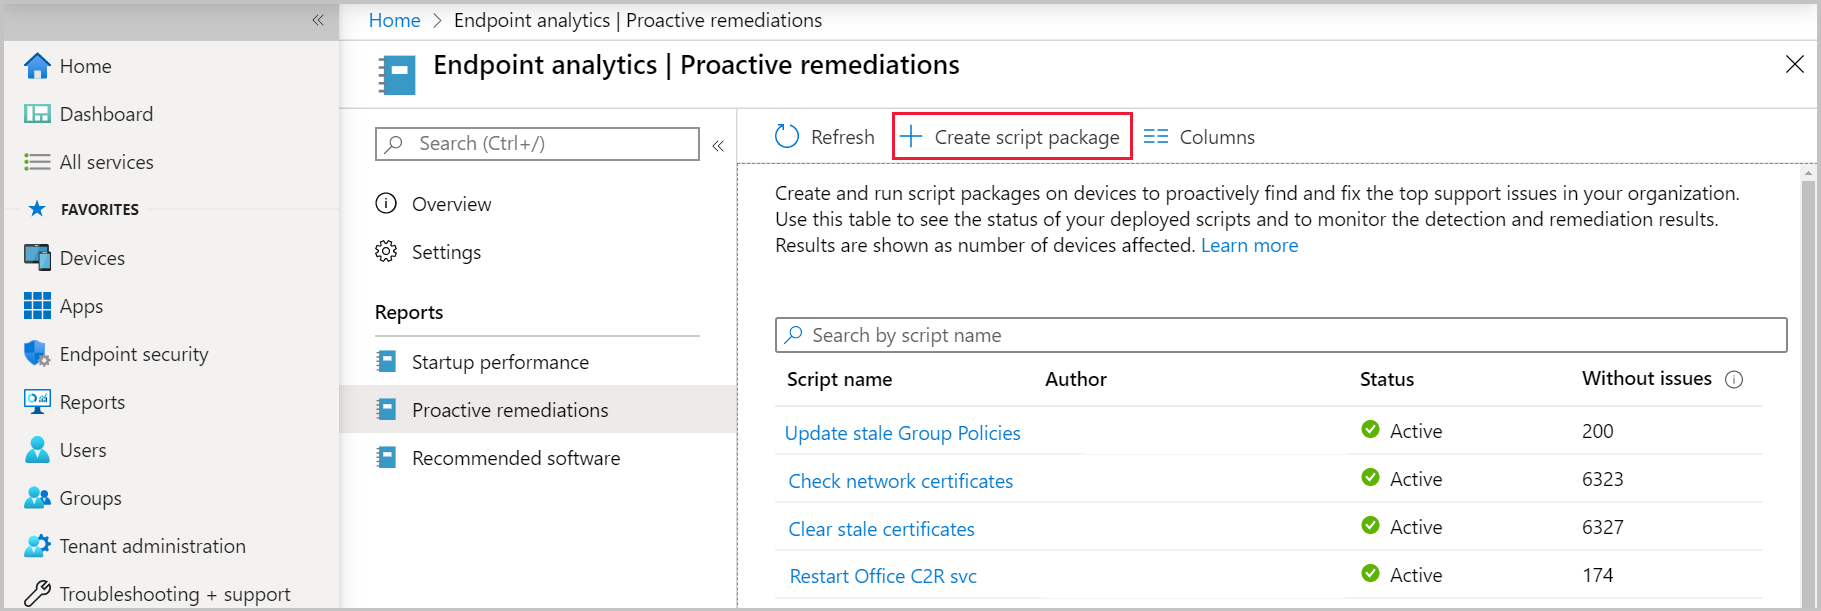 «
Home > Endpoint analytics | Proactive remediations
Home
Dashboard
All services
FAVORITES
Devices
Apps
Endpoint security
Reports
Users
Groups
Tenant administration
Troubleshooting + support
Endpoint analytics | Proactive remediations
Search (Ctrl+/)
«
Overview
Settings
Reports
Startup performance
Proactive remediations
Recommended software
Refresh + Create script package Columns
Create and run script packages on devices to proactively find and fix the top support issues in your organization.
Use this table to see the status of your deployed scripts and to monitor the detection and remediation results.
Results are shown as number of devices affected. Learn more
Search by script name
Script name Author Status Without issues
Update stale Group Policies Active 200
Check network certificates Active 6323
Clear stale certificates Active 6327
Restart Office C2R svc Active 174